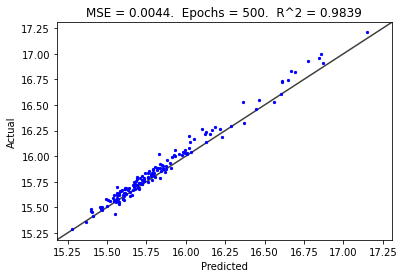 MSE = 0.0044.  Epochs = 500.  R^2 = 0.9839
17.25
17.00
16.75
16.50
16.25
16.00
15.75
15.50
15.25
Actual
15.25 15.50 15.75 16.00 16.25 16.50 16.75 17.00 17.25
Predicted